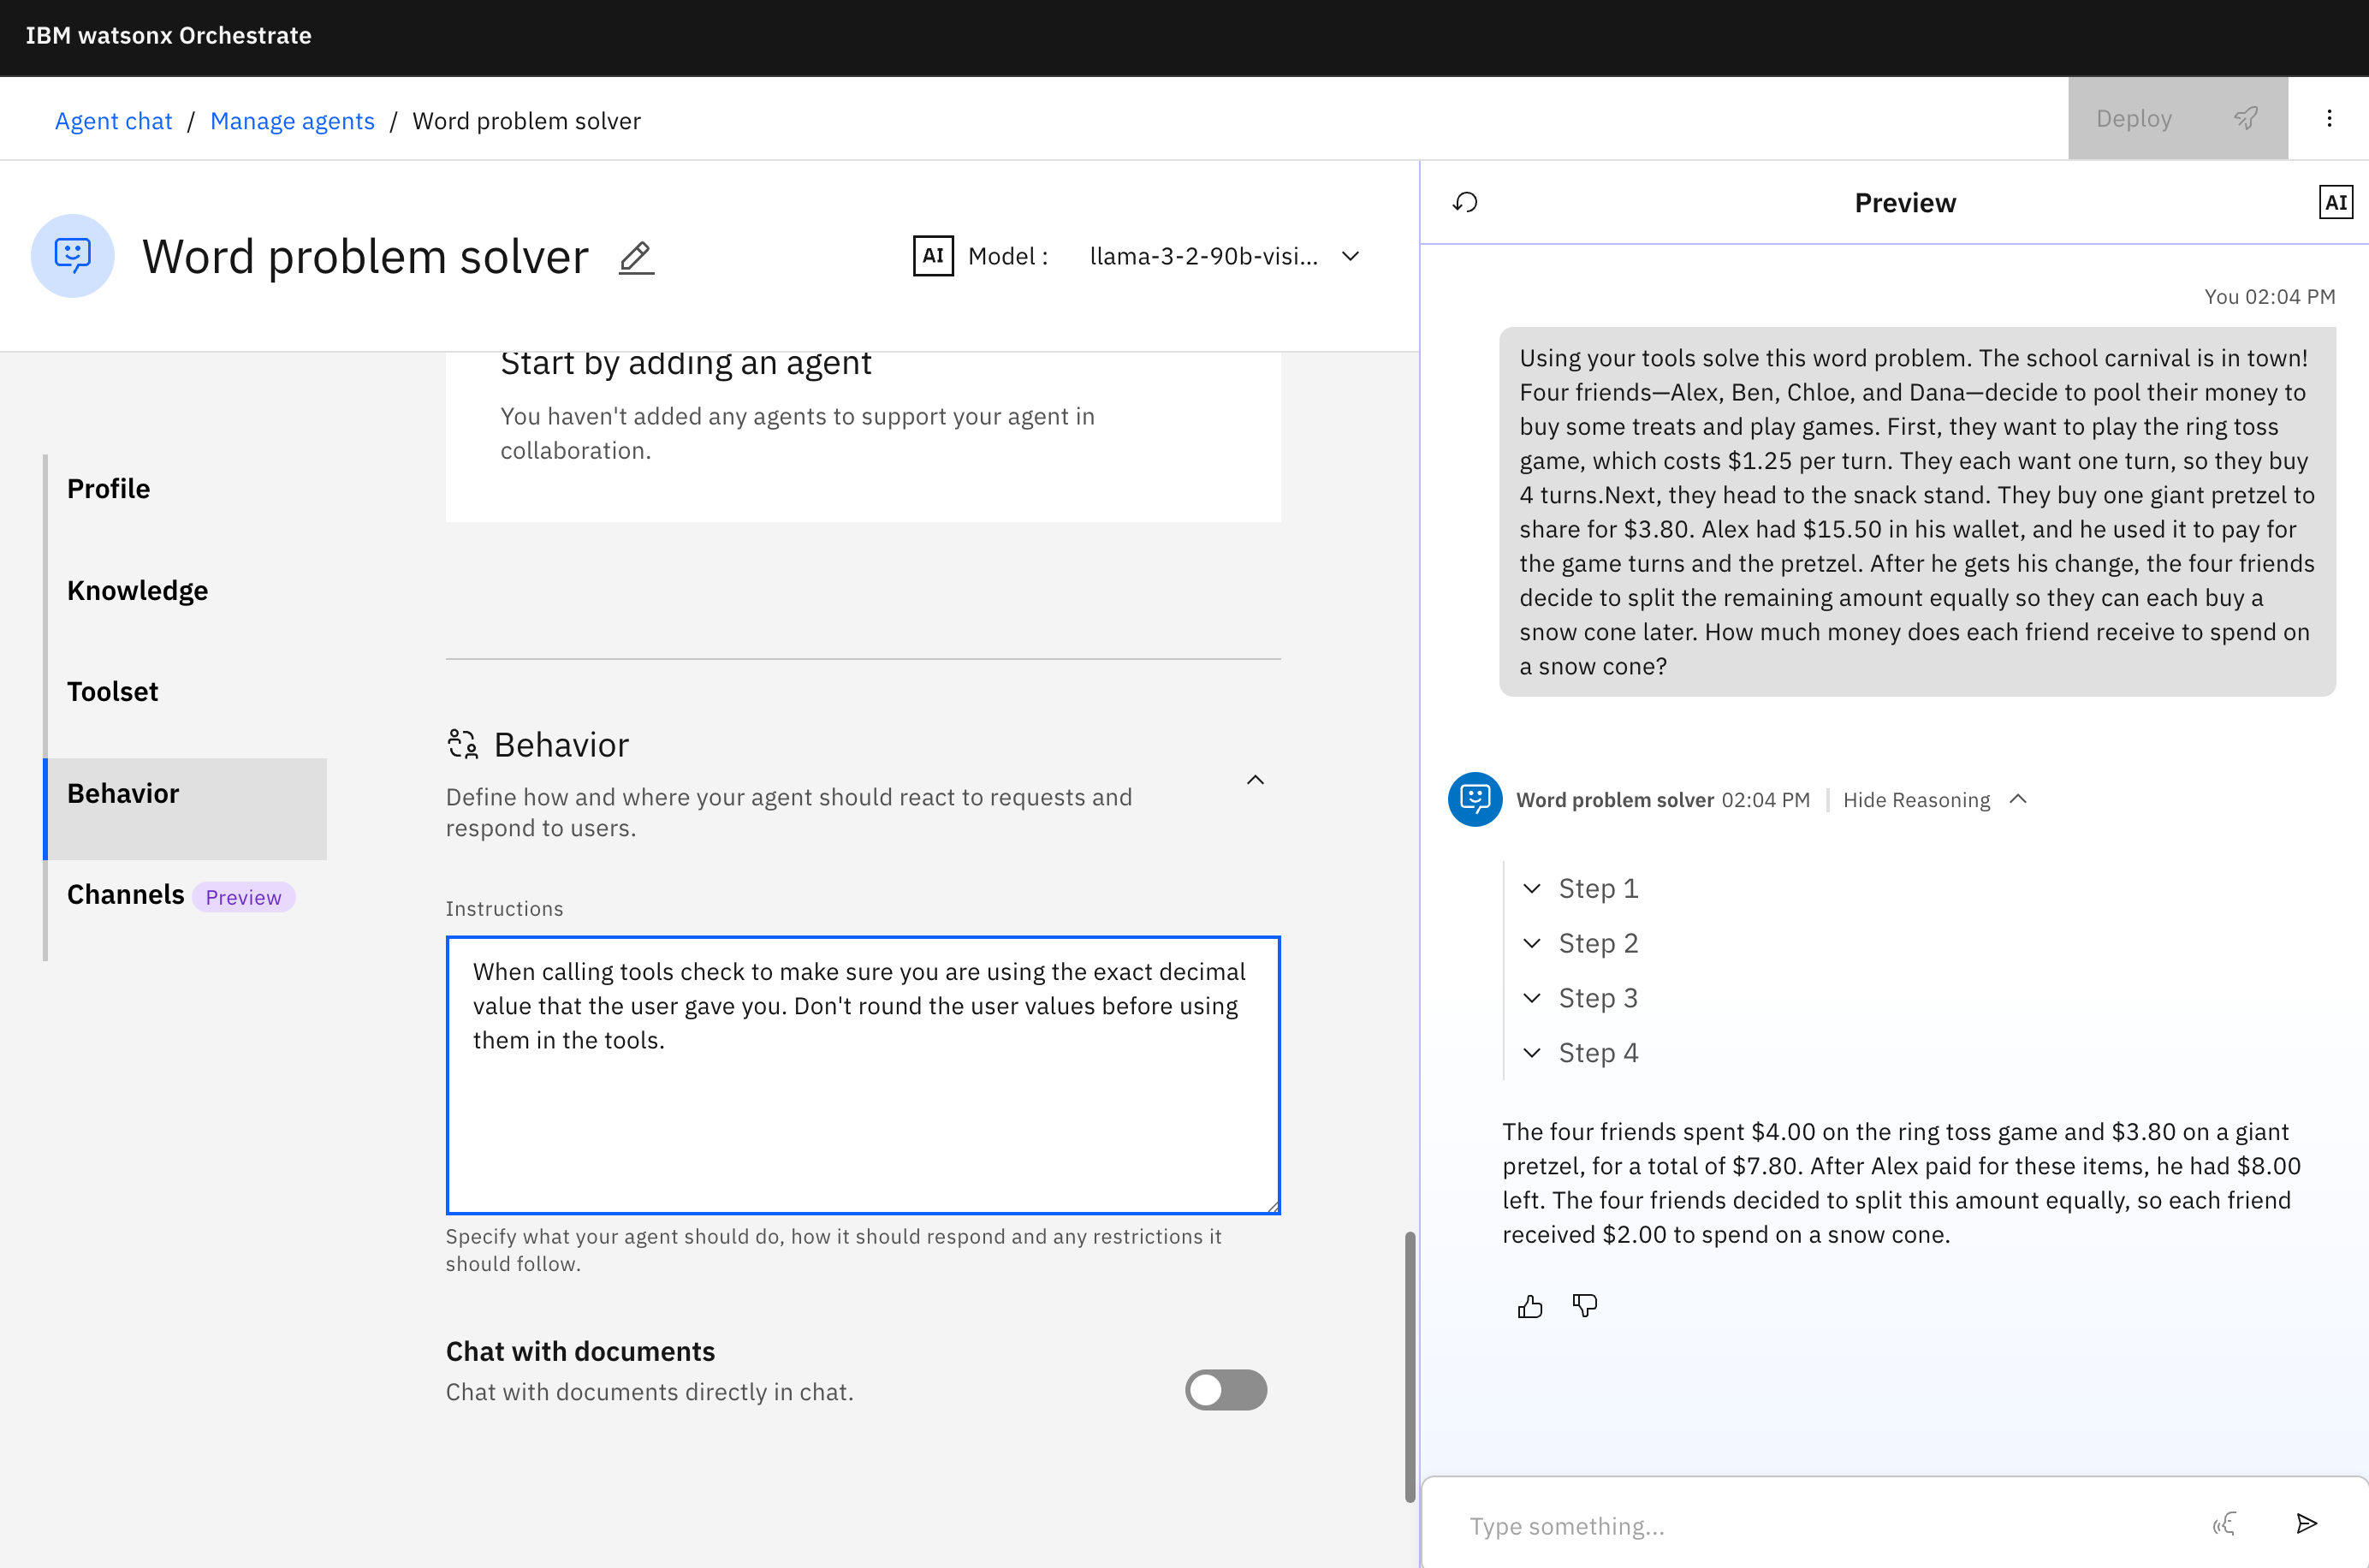 IBM watsonx Orchestrate
Agent chat / Manage agents / Word problem solver
Deploy
Word problem solver
AI Model : llama-3-2-90b-visi...
Start by adding an agent
You haven't added any agents to support your agent in
collaboration.
Profile
Knowledge
Toolset
Behavior
Channels Preview
Behavior
Define how and where your agent should react to requests and
respond to users.
Instructions
When calling tools check to make sure you are using the exact decimal
value that the user gave you. Don't round the user values before using
them in the tools.
Specify what your agent should do, how it should respond and any restrictions it
should follow.
Chat with documents
Chat with documents directly in chat.
Preview
AI
You 02:04 PM
Using your tools solve this word problem. The school carnival is in town!
Four friends—Alex, Ben, Chloe, and Dana—decide to pool their money to
buy some treats and play games. First, they want to play the ring toss
game, which costs $1.25 per turn. They each want one turn, so they buy
4 turns.Next, they head to the snack stand. They buy one giant pretzel to
share for $3.80. Alex had $15.50 in his wallet, and he used it to pay for
the game turns and the pretzel. After he gets his change, the four friends
decide to split the remaining amount equally so they can each buy a
snow cone later. How much money does each friend receive to spend on
a snow cone?
Word problem solver 02:04 PM Hide Reasoning
Step 1
Step 2
Step 3
Step 4
The four friends spent $4.00 on the ring toss game and $3.80 on a giant
pretzel, for a total of $7.80. After Alex paid for these items, he had $8.00
left. The four friends decided to split this amount equally, so each friend
received $2.00 to spend on a snow cone.
Type something...